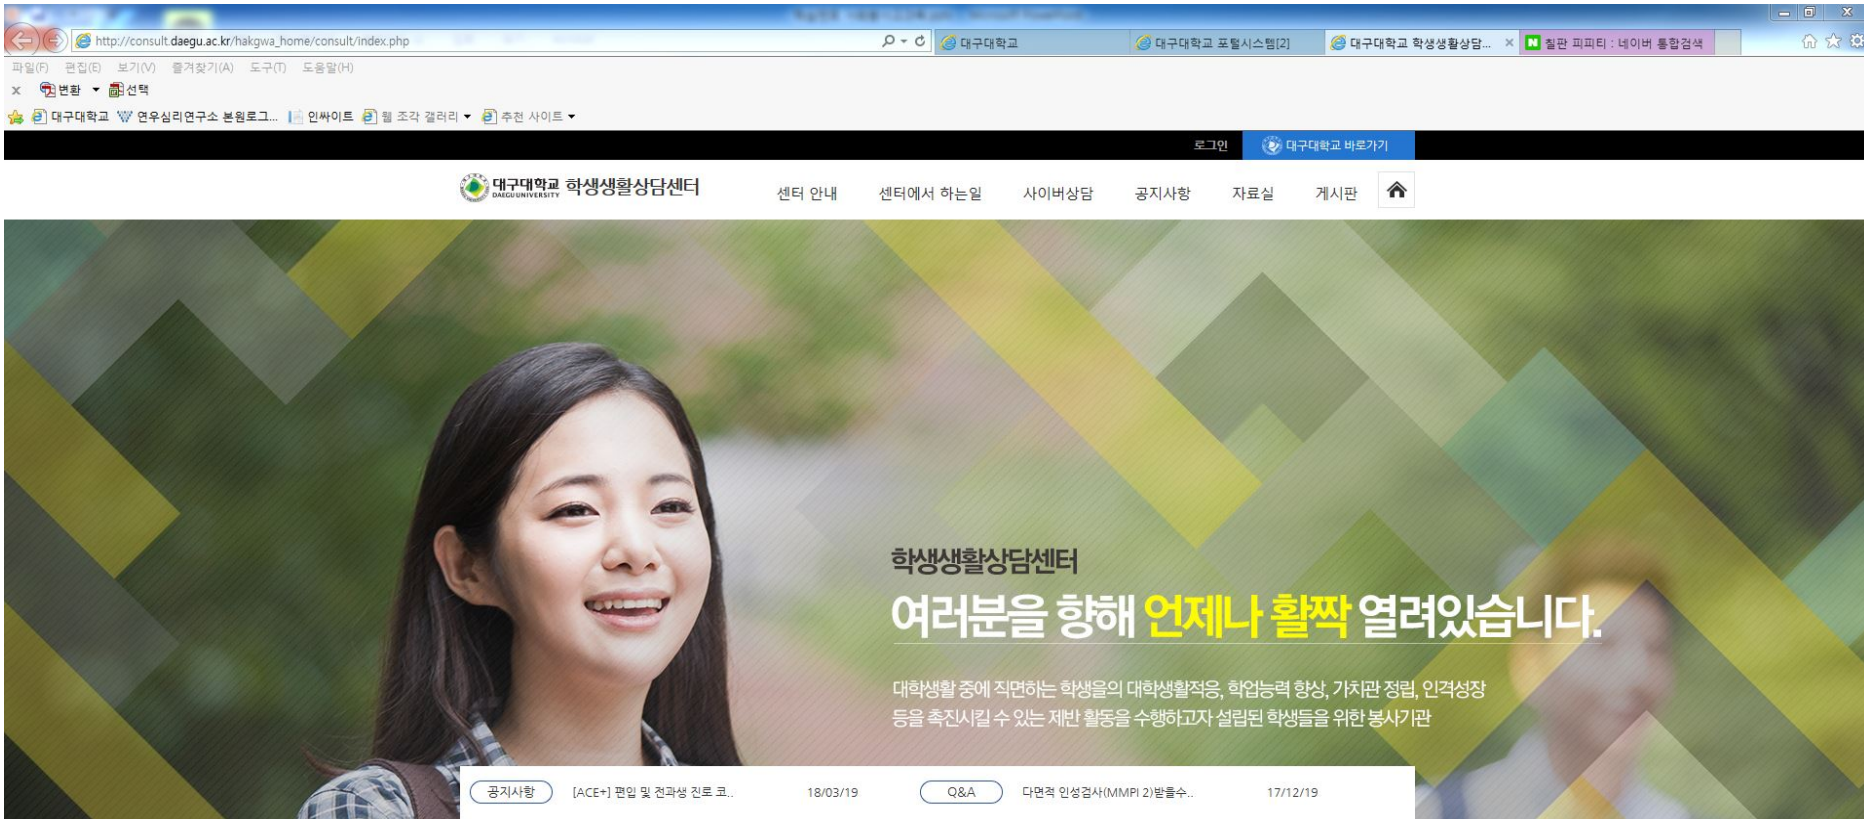 http://consult.daegu.ac.kr/hakgwa_home/consult/index.php
대구대학교
대구대학교 포털시스템[2]
대구대학교 학생생활상담...
칠판 피피티 : 네이버 통합검색
파일(F) 편집(E) 보기(V) 즐겨찾기(A) 도구(T) 도움말(H)
x 변환 선택
대구대학교 연우심리연구소 본원로그... 인싸이트 웹 조각 갤러리 추천 사이트
로그인 대구대학교 바로가기
대구대학교 DAEGU UNIVERSITY 학생생활상담센터
센터 안내 센터에서 하는일 사이버상담 공지사항 자료실 게시판
학생생활상담센터
여러분을 향해 언제나 활짝 열려있습니다.
대학생활 중에 직면하는 학생을의 대학생활적응, 학업능력 향상, 가치관 정립, 인격성장
등을 촉진시킬 수 있는 제반 활동을 수행하고자 설립된 학생들을 위한 봉사기관
공지사항 [ACE+] 편입 및 전과생 진로 코.. 18/03/19
Q&A 다면적 인성검사(MMPI 2)받을수.. 17/12/19